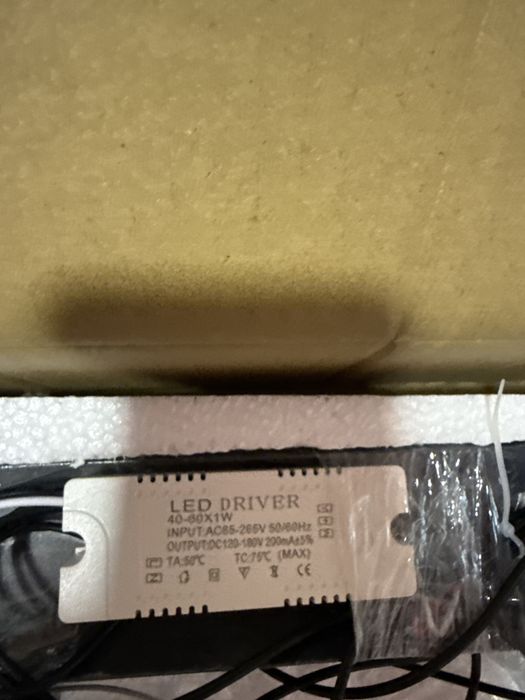 LED DRIVER
40-60X1W
INPUT:AC85-265V 50/60Hz
OUTPUT:DC120-180V 200mA±5%
TA:50℃ TC:75℃ (MAX)
CE